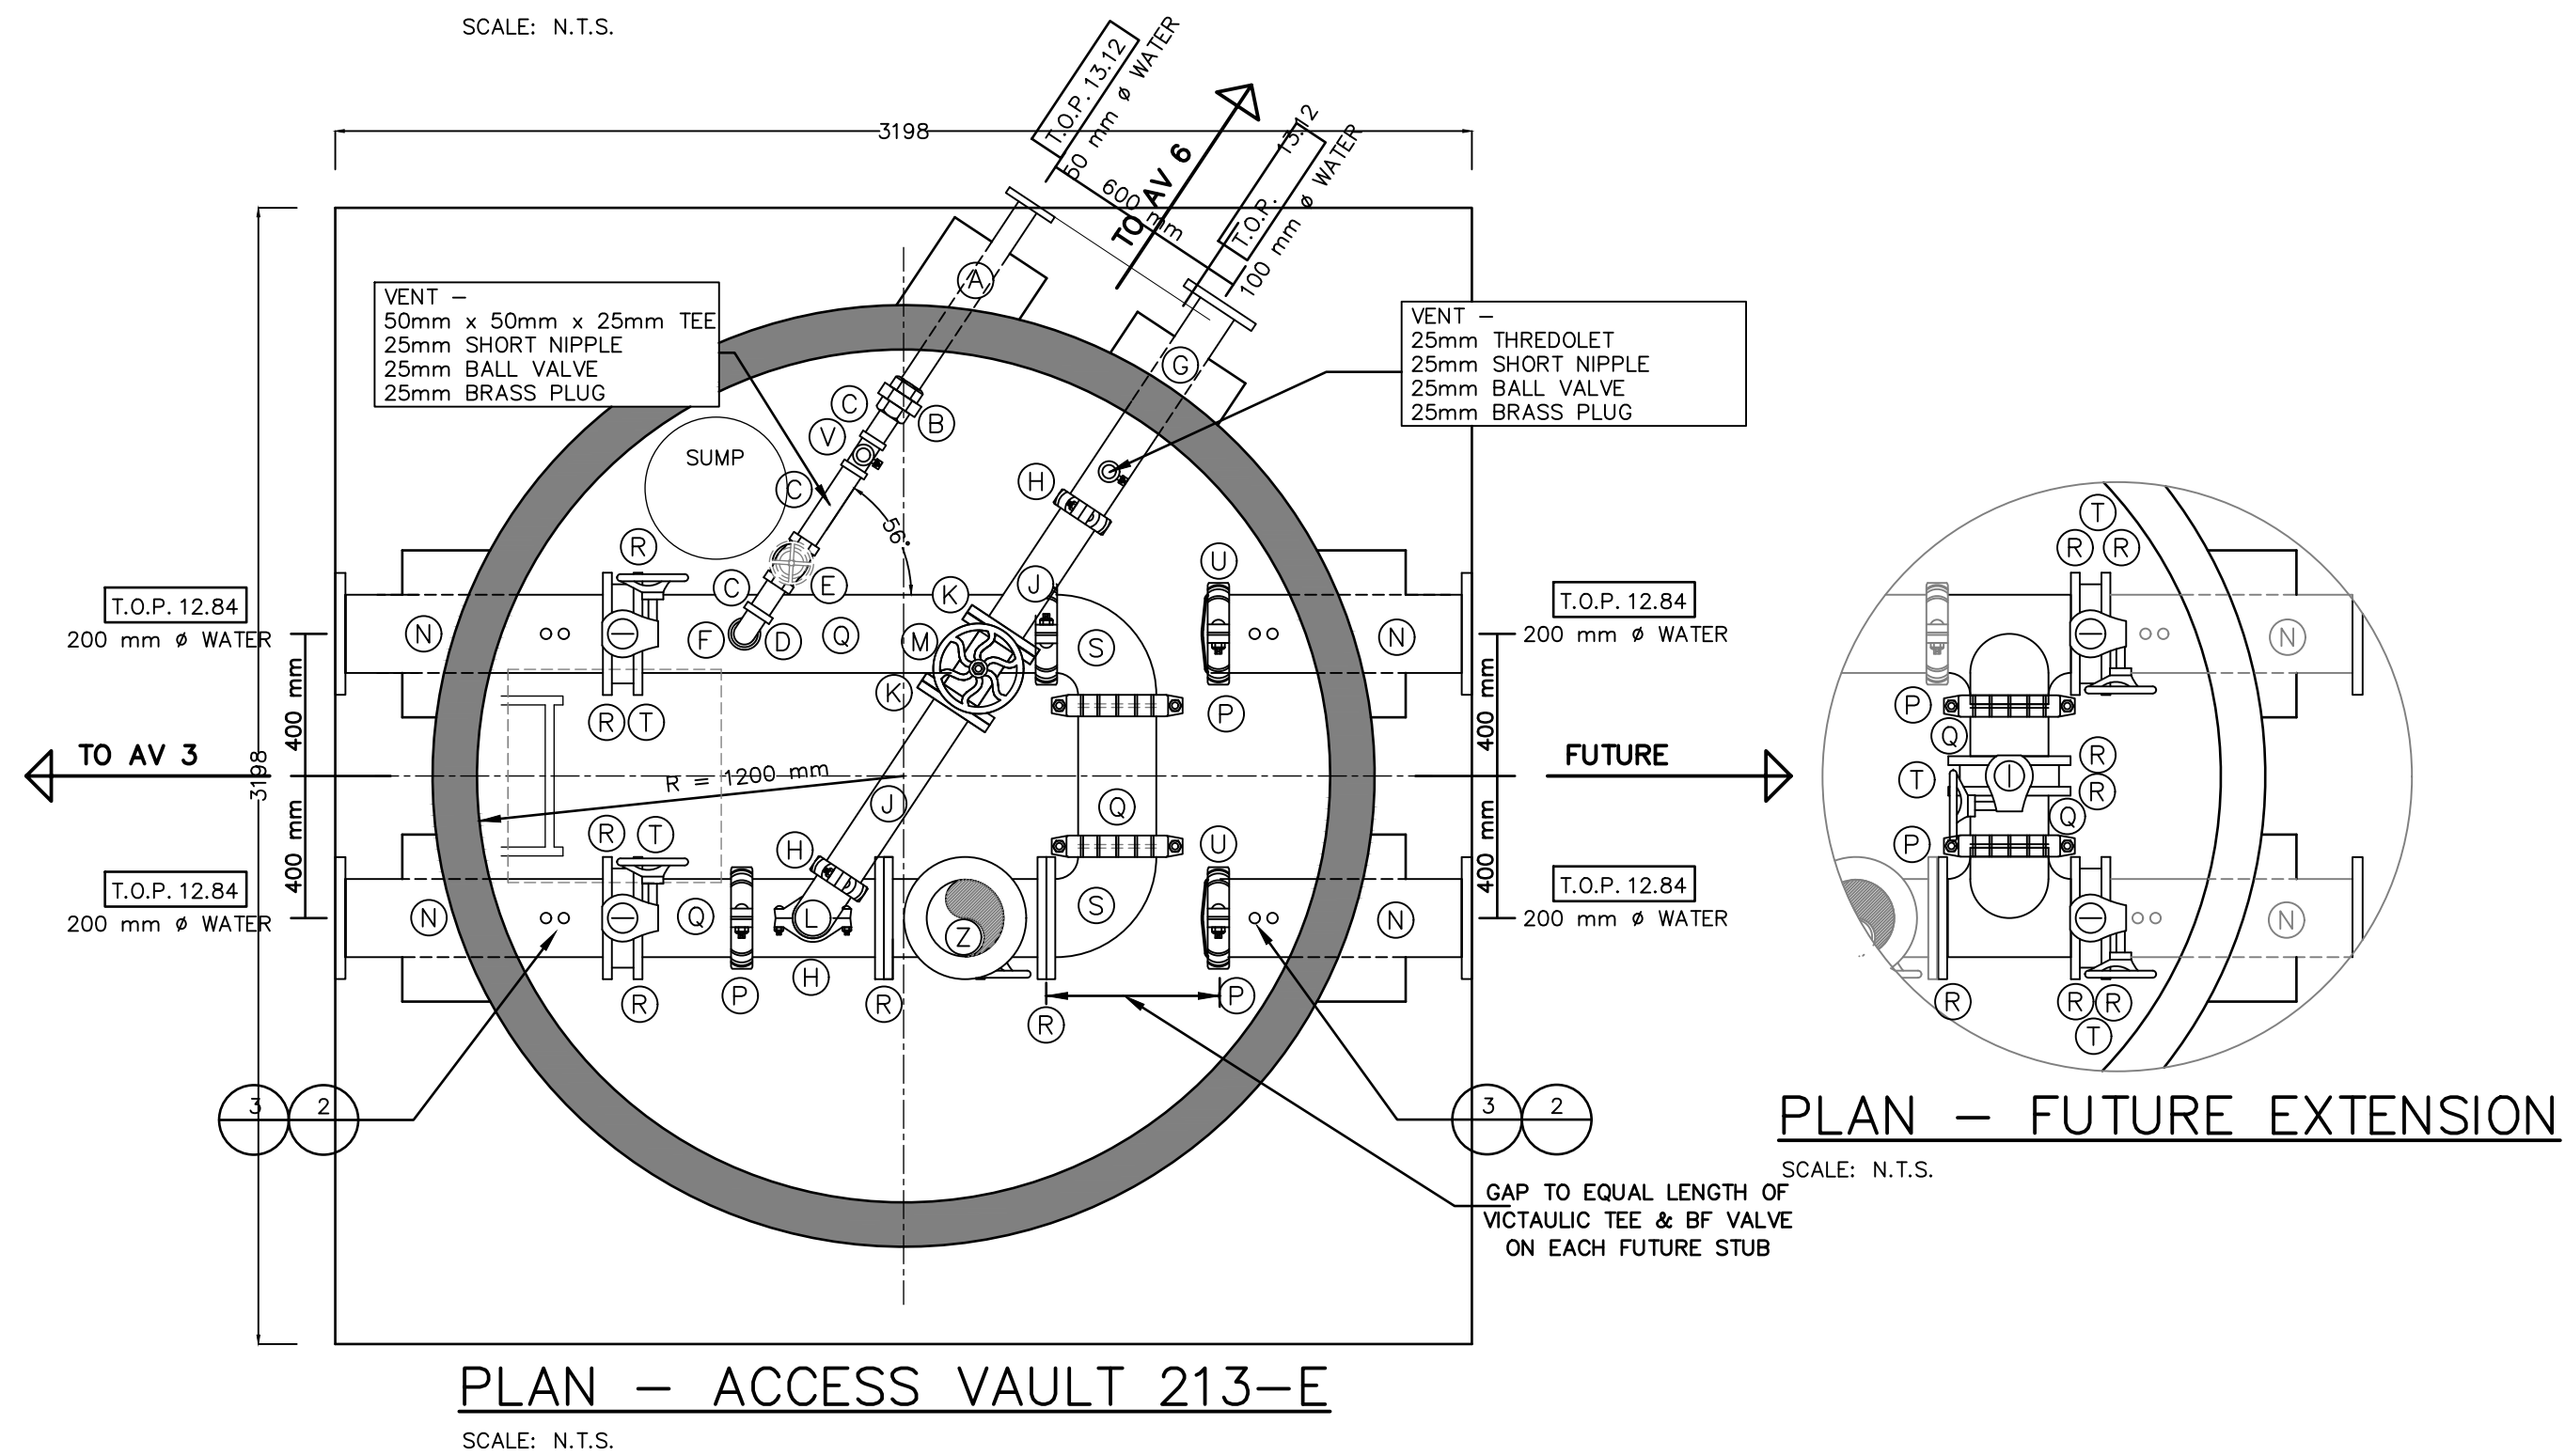 SCALE: N.T.S.
3198
T.O.P. 13.12
50 mm ø WATER
TO AV 6
600 mm
T.O.P. 13.12
100 mm ø WATER
VENT –
50mm x 50mm x 25mm TEE
25mm SHORT NIPPLE
25mm BALL VALVE
25mm BRASS PLUG
VENT –
25mm THREDOLET
25mm SHORT NIPPLE
25mm BALL VALVE
25mm BRASS PLUG
A
G
C
B
V
SUMP
C
H
56°
R
U
C
E
K
J
T.O.P. 12.84
200 mm ø WATER
N
F
D
Q
M
S
N
T.O.P. 12.84
200 mm ø WATER
K
R
T
P
400 mm
400 mm
TO AV 3
3198
R = 1200 mm
FUTURE
J
Q
400 mm
400 mm
R
T
H
U
T.O.P. 12.84
200 mm ø WATER
N
Q
L
Z
S
N
T.O.P. 12.84
200 mm ø WATER
H
R
P
R
R
P
3
2
3
2
GAP TO EQUAL LENGTH OF
VICTAULIC TEE & BF VALVE
ON EACH FUTURE STUB
T
R
R
N
P
Q
R
T
R
Q
P
N
R
R
R
T
PLAN – FUTURE EXTENSION
SCALE: N.T.S.
PLAN – ACCESS VAULT 213–E
SCALE: N.T.S.